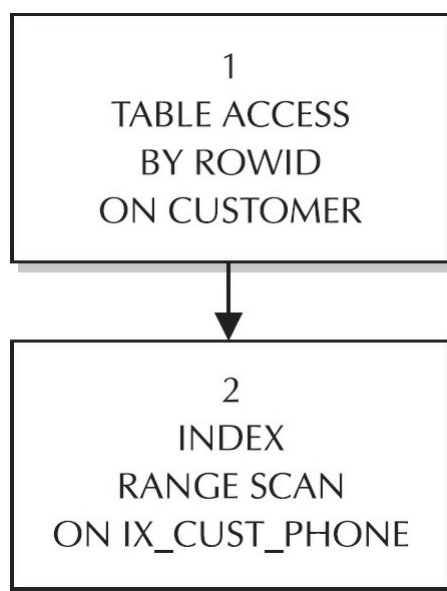 1
TABLE ACCESS
BY ROWID
ON CUSTOMER
2
INDEX
RANGE SCAN
ON IX_CUST_PHONE